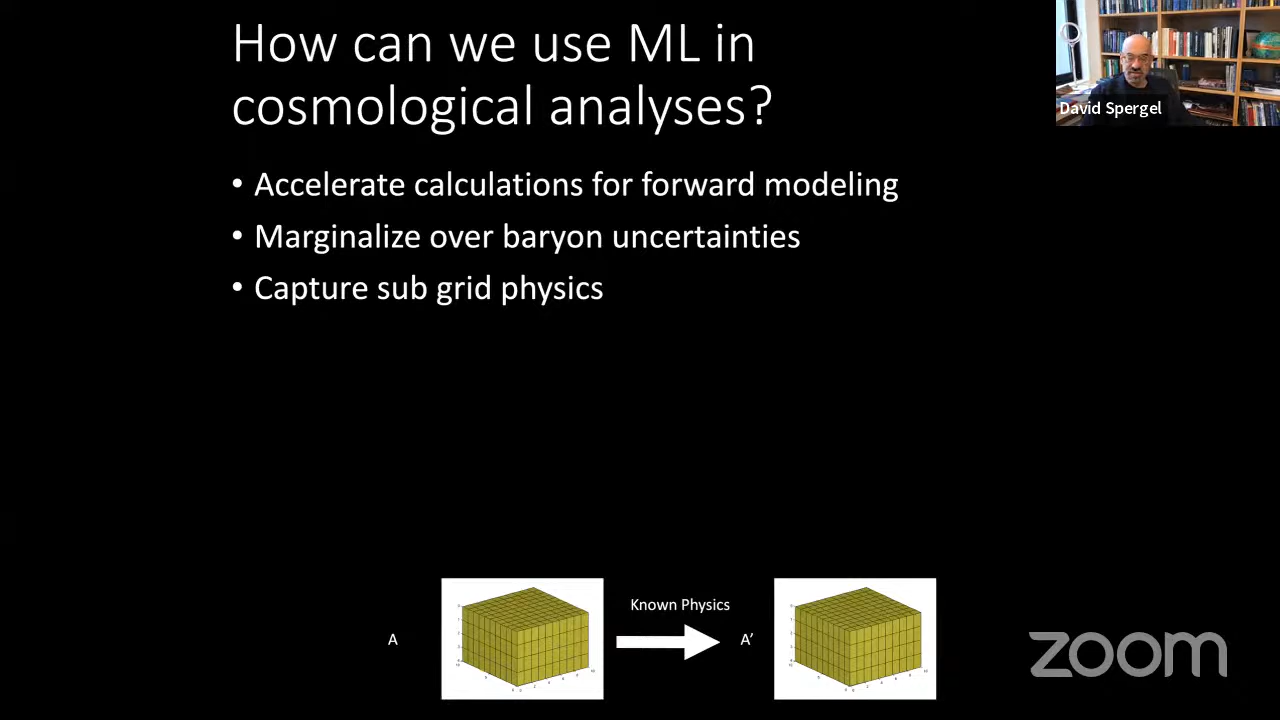 How can we use ML in
cosmological analyses?
David Spergel
• Accelerate calculations for forward modeling
• Marginalize over baryon uncertainties
• Capture sub grid physics
A
Known Physics
A’
zoom